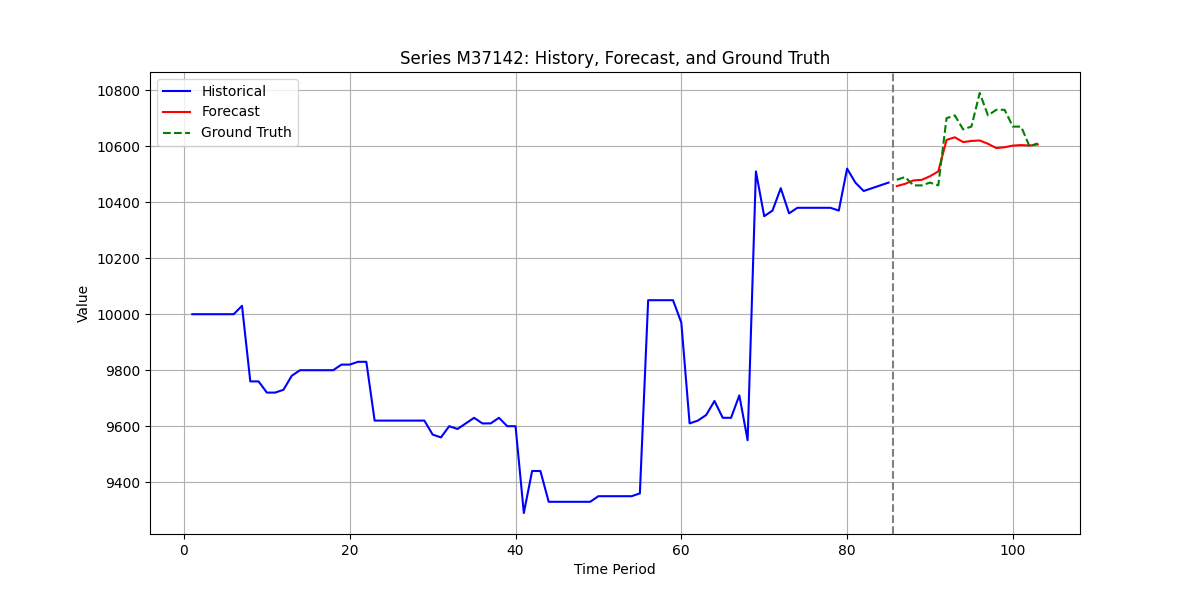 Series M37142: History, Forecast, and Ground Truth
Historical
Forecast
Ground Truth
10800
10600
10400
10200
10000
9800
9600
9400
Value
0 20 40 60 80 100
Time Period